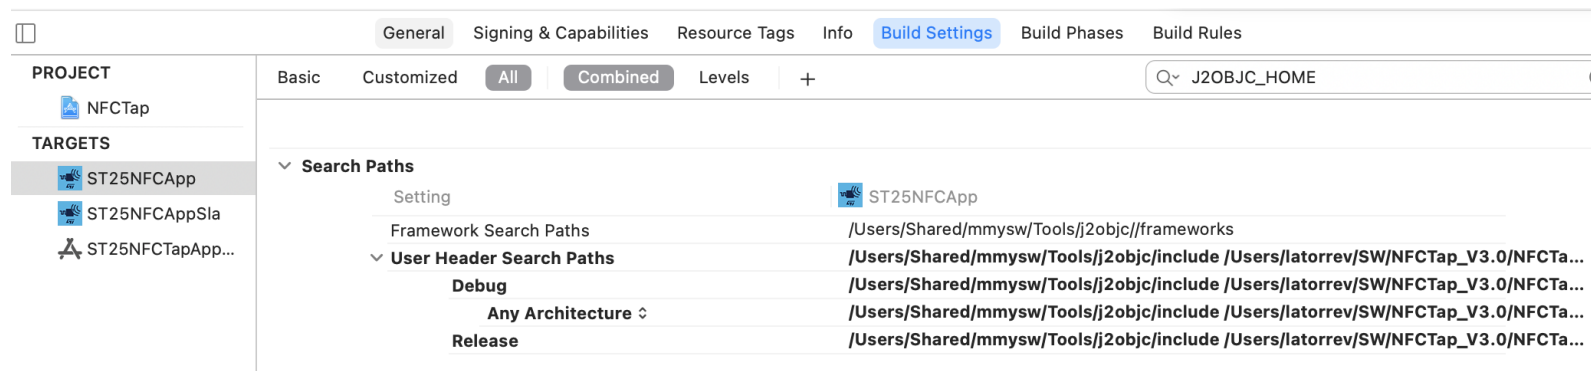 General Signing & Capabilities Resource Tags Info Build Settings Build Phases Build Rules
PROJECT
NFCTap
TARGETS
ST25NFCApp
ST25NFCAppSla
ST25NFCTapApp...
Basic Customized All Combined Levels + J2OBJC_HOME
Search Paths
Setting ST25NFCApp
Framework Search Paths /Users/Shared/mmysw/Tools/j2objc//frameworks
User Header Search Paths /Users/Shared/mmysw/Tools/j2objc/include /Users/latorrev/SW/NFCTap_V3.0/NFCTa...
Debug /Users/Shared/mmysw/Tools/j2objc/include /Users/latorrev/SW/NFCTap_V3.0/NFCTa...
Any Architecture /Users/Shared/mmysw/Tools/j2objc/include /Users/latorrev/SW/NFCTap_V3.0/NFCTa...
Release /Users/Shared/mmysw/Tools/j2objc/include /Users/latorrev/SW/NFCTap_V3.0/NFCTa...